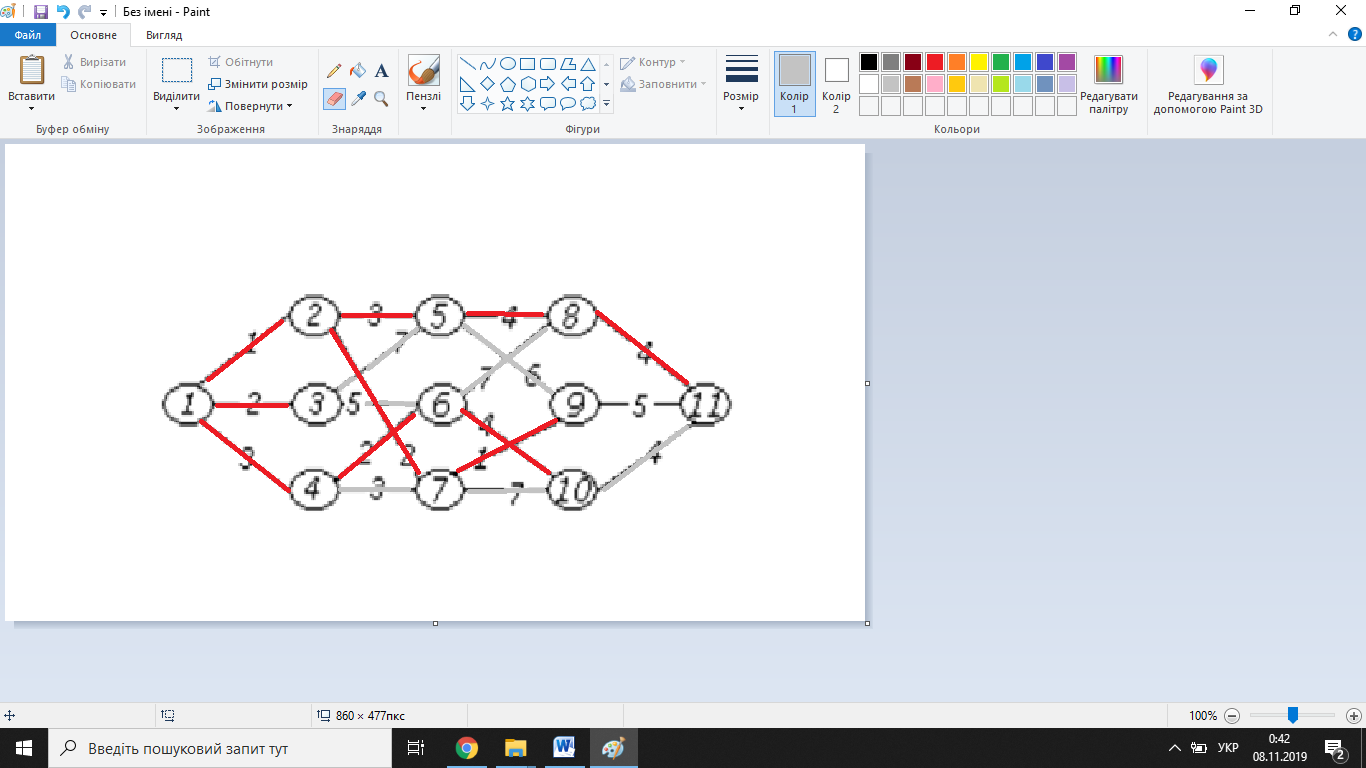 Без імені - Paint
Файл Основне Вигляд
Вставити
Вирізати
Копіювати
Буфер обміну
Виділити
Обітнути
Змінити розмір
Повернути
Зображення
A
Знаряддя
Пензлі
Контур
Заповнити
Фігури
Розмір
Колір
1
Колір
2
Кольори
Редагувати
палітру
Редагування за
допомогою Paint 3D
2 3 5 4 8
1 7 4
7 6
1 2 3 5 6 9 5 11
3 2 2 4 1 4
4 3 7 7 10
860 × 477пкс
100%
Введіть пошуковий запит тут
УКР
0:42
08.11.2019
2